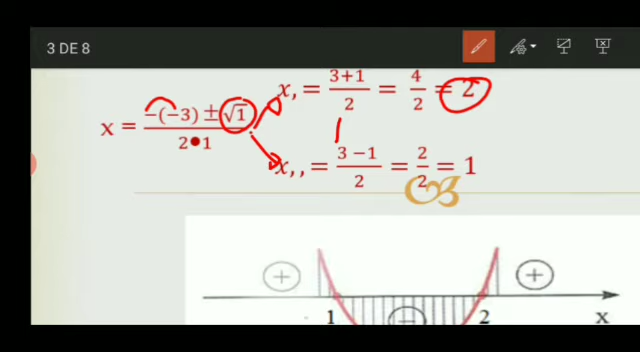 3 DE 8
x, = 3+1/2 = 4/2 = 2
x = -(-3) ± √1 / 2•1
x,, = 3 -1/2 = 2/2 = 1
+ +
1 − 2 x